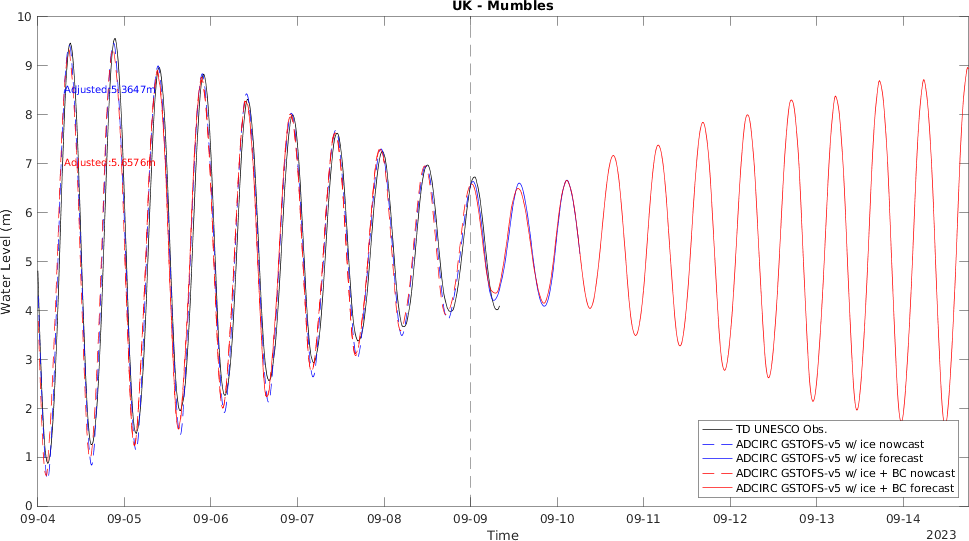 UK - Mumbles
10
9
8
7
6
5
4
3
2
1
0
Water Level (m)
Adjusted:5.3647m
Adjusted:5.6576m
TD UNESCO Obs.
ADCIRC GSTOFS-v5 w/ ice nowcast
ADCIRC GSTOFS-v5 w/ ice forecast
ADCIRC GSTOFS-v5 w/ ice + BC nowcast
ADCIRC GSTOFS-v5 w/ ice + BC forecast
09-04 09-05 09-06 09-07 09-08 09-09 09-10 09-11 09-12 09-13 09-14
Time
2023